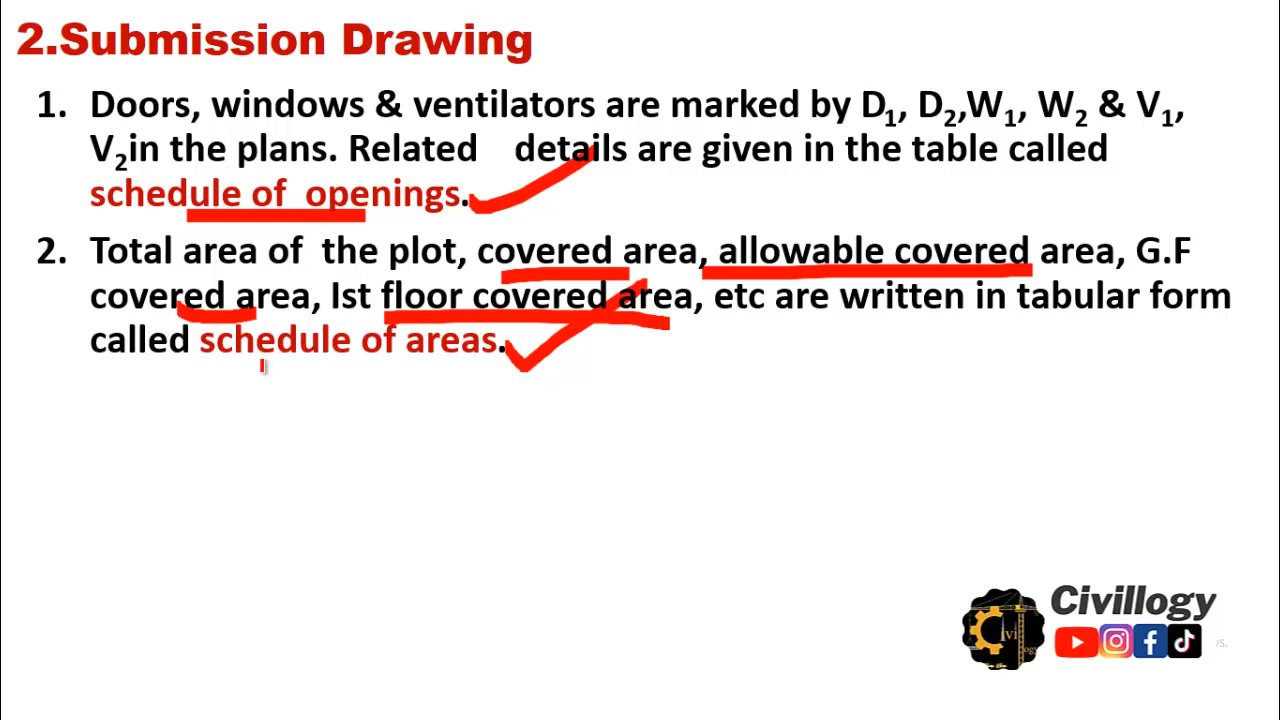 2.Submission Drawing
1. Doors, windows & ventilators are marked by D1, D2,W1, W2 & V1,
V2in the plans. Related details are given in the table called
schedule of openings.
2. Total area of the plot, covered area, allowable covered area, G.F
covered area, Ist floor covered area, etc are written in tabular form
called schedule of areas.
Civillogy